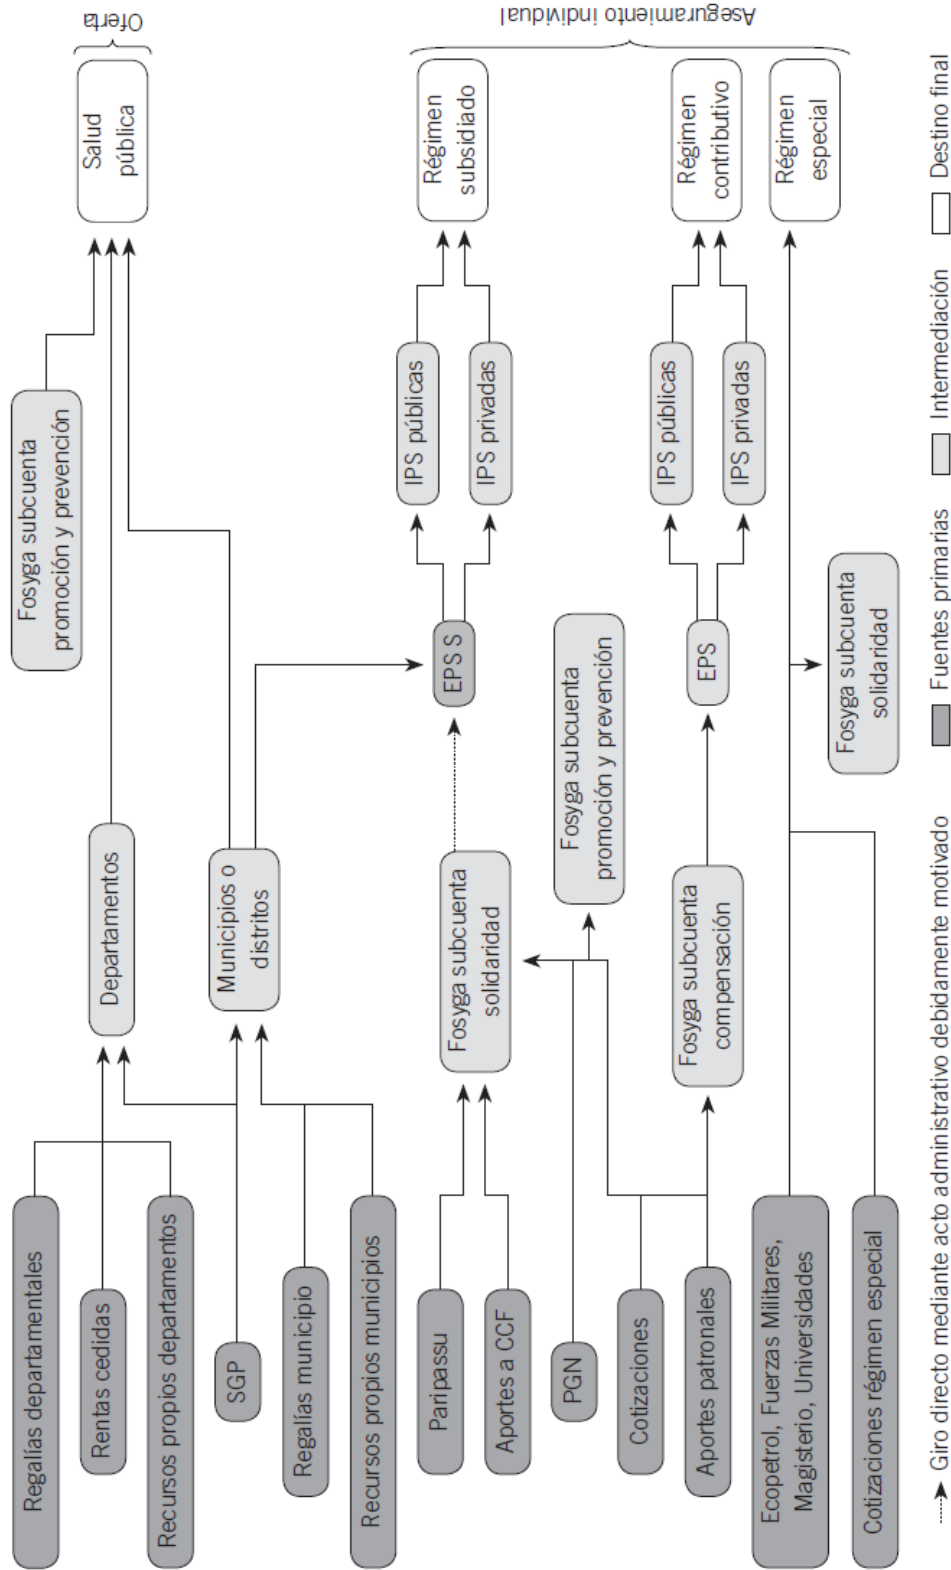 Regalías departamentales
Rentas cedidas
Recursos propios departamentos
SGP
Regalías municipio
Recursos propios municipios
Paripassu
Aportes a CCF
PGN
Cotizaciones
Aportes patronales
Ecopetrol, Fuerzas Militares,
Magisterio, Universidades
Cotizaciones régimen especial
Departamentos
Municipios o
distritos
Fosyga subcuenta
solidaridad
Fosyga subcuenta
promoción y prevención
Fosyga subcuenta
compensación
Fosyga subcuenta
promoción y prevención
EPS S
EPS
Fosyga subcuenta
solidaridad
IPS públicas
IPS privadas
IPS públicas
IPS privadas
Salud
pública
Régimen
subsidiado
Régimen
contributivo
Régimen
especial
Oferta
Aseguramiento individual
Giro directo mediante acto administrativo debidamente motivado
Fuentes primarias
Intermediación
Destino final